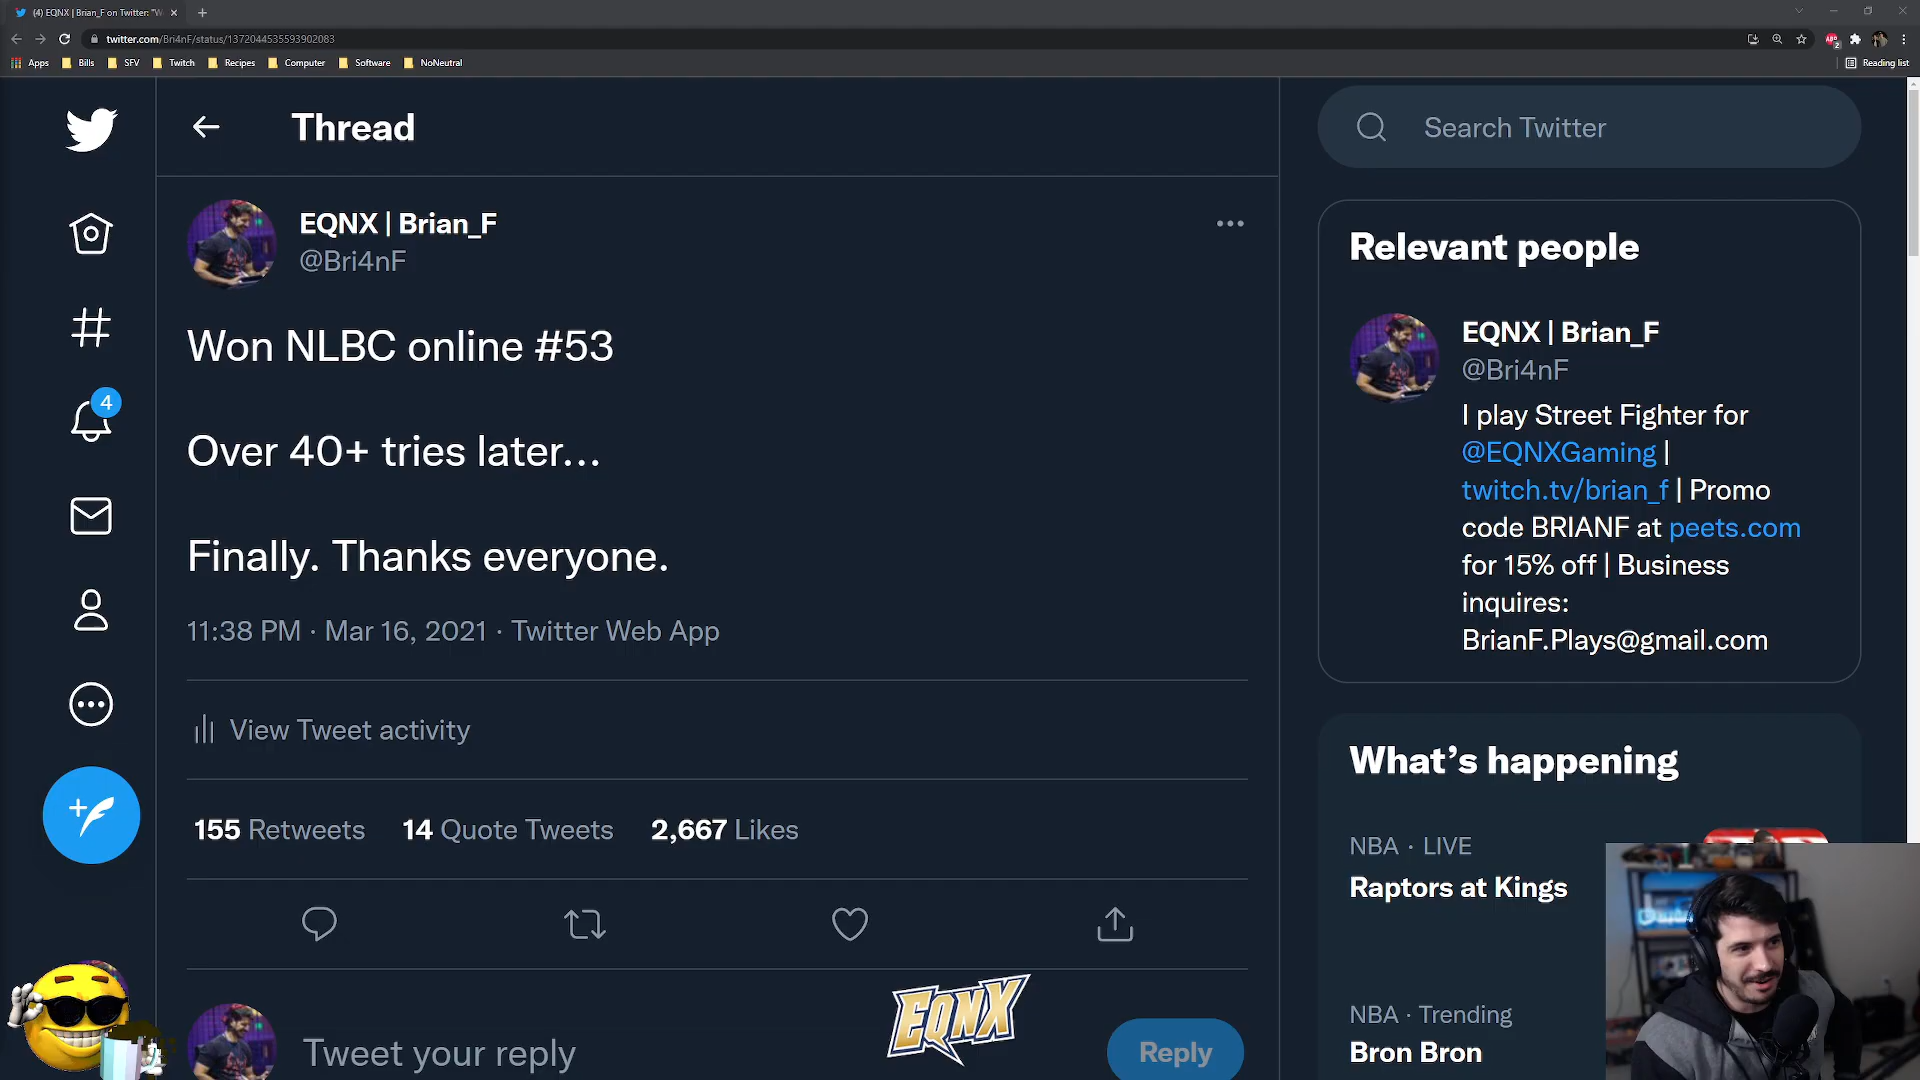 (4) EQNX | Brian_F on Twitter: "W
twitter.com/Bri4nF/status/1372044535593902083
Apps
Bills
SFV
Twitch
Recipes
Computer
Software
NoNeutral
Reading list
Thread
Search Twitter
EQNX | Brian_F
@Bri4nF
Won NLBC online #53
Over 40+ tries later...
Finally. Thanks everyone.
11:38 PM · Mar 16, 2021 · Twitter Web App
View Tweet activity
155 Retweets 14 Quote Tweets 2,667 Likes
Tweet your reply
Reply
4
Relevant people
EQNX | Brian_F
@Bri4nF
I play Street Fighter for
@EQNXGaming |
twitch.tv/brian_f | Promo
code BRIANF at peets.com
for 15% off | Business
inquires:
BrianF.Plays@gmail.com
What's happening
NBA · LIVE
Raptors at Kings
NBA · Trending
Bron Bron
EQNX